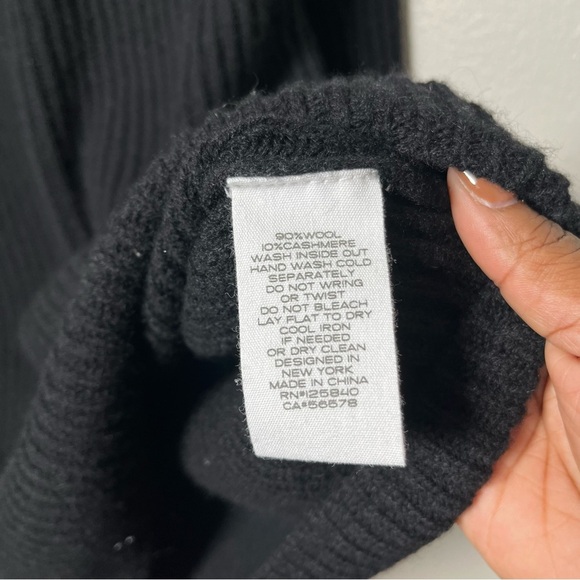 90%WOOL
10%CASHMERE
WASH INSIDE OUT
HAND WASH COLD
SEPARATELY
DO NOT WRING
OR TWIST
DO NOT BLEACH
LAY FLAT TO DRY
COOL IRON
IF NEEDED
OR DRY CLEAN
DESIGNED IN
NEW YORK
MADE IN CHINA
RN#125840
CA#56578